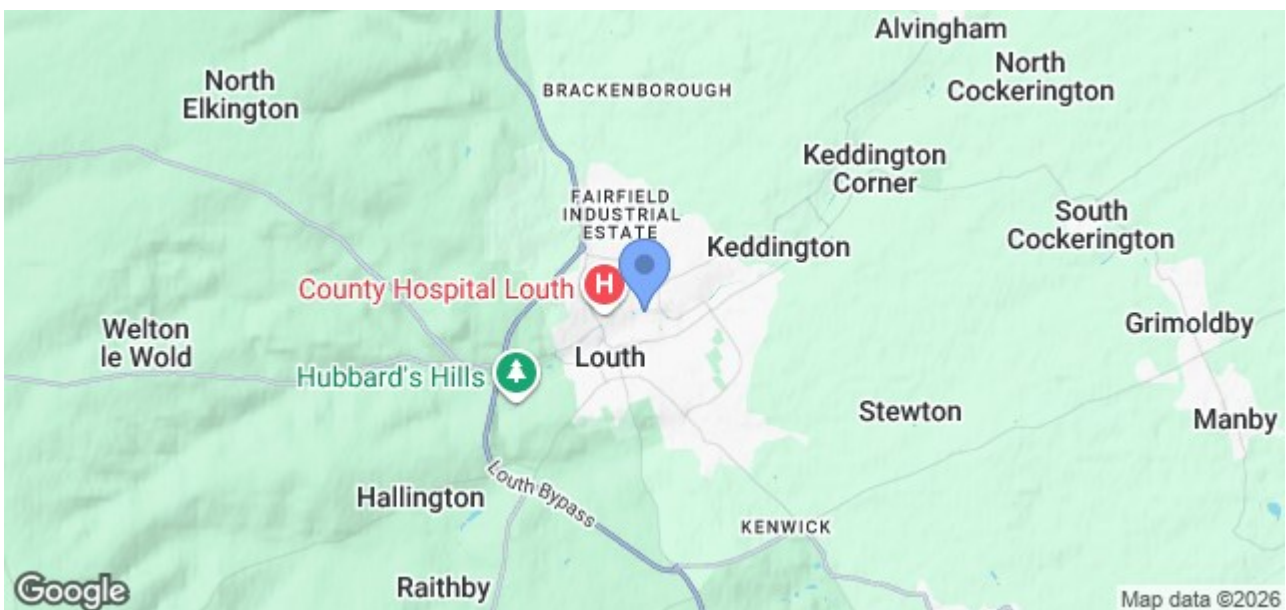 Alvingham
North
Cockerington
North
Elkington
BRACKENBOROUGH
Keddington
Corner
FAIRFIELD
INDUSTRIAL
ESTATE
South
Cockerington
Keddington
County Hospital Louth
H
Welton
le Wold
Grimoldby
Louth
Hubbard's Hills
Stewton
Manby
Louth Bypass
Hallington
KENWICK
Raithby
Google
Map data ©2026